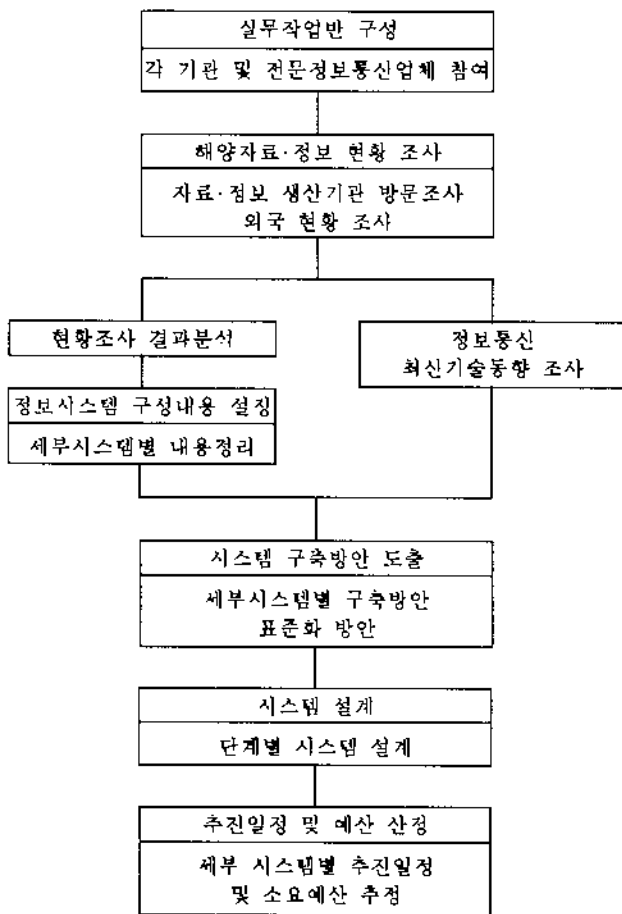 실무작업반 구성
각 기관 및 전문정보통신업체 참여
해양자료·정보 현황 조사
자료·정보 생산기관 방문조사
외국 현황 조사
현황조사 결과분석
정보통신
최신기술동향 조사
정보시스템 구성내용 설정
세부시스템별 내용정리
시스템 구축방안 도출
세부시스템별 구축방안
표준화 방안
시스템 설계
단계별 시스템 설계
추진일정 및 예산 산정
세부 시스템별 추진일정
및 소요예산 추정